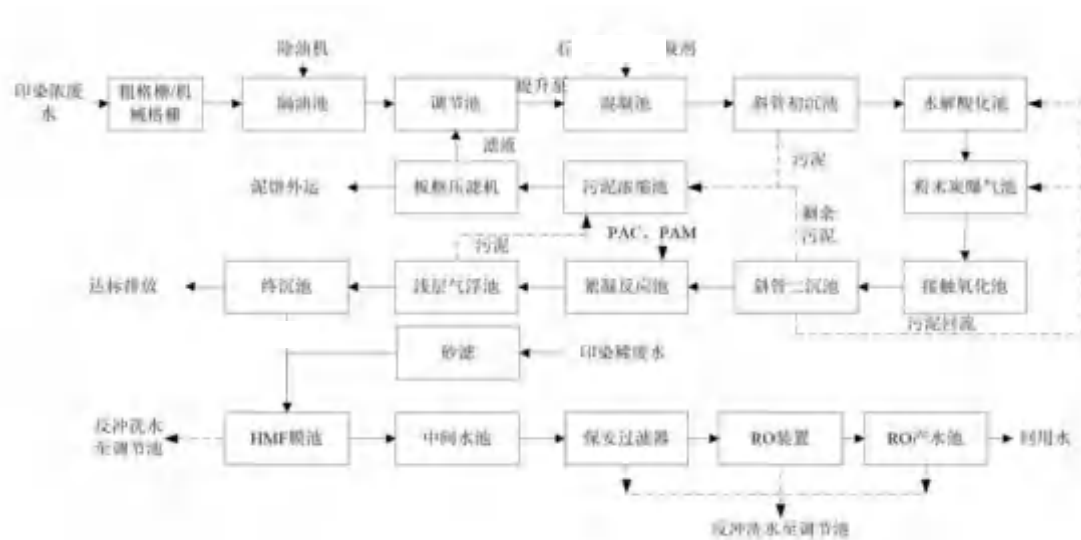 除油机
印染浓废
水
粗格栅/机
械格栅
隔油池
调节池
提升泵
混凝池
斜管初沉池
水解酸化池
滤液
污泥
泥饼外运
板框压滤机
污泥浓缩池
剩余
污泥
粉末炭曝气池
污泥
PAC、PAM
达标排放
终沉池
浅层气浮池
絮凝反应池
斜管二沉池
接触氧化池
污泥回流
砂滤
印染稀废水
反冲洗水
至调节池
HMF膜池
中间水池
保安过滤器
RO装置
RO产水池
回用水
反冲洗水至调节池